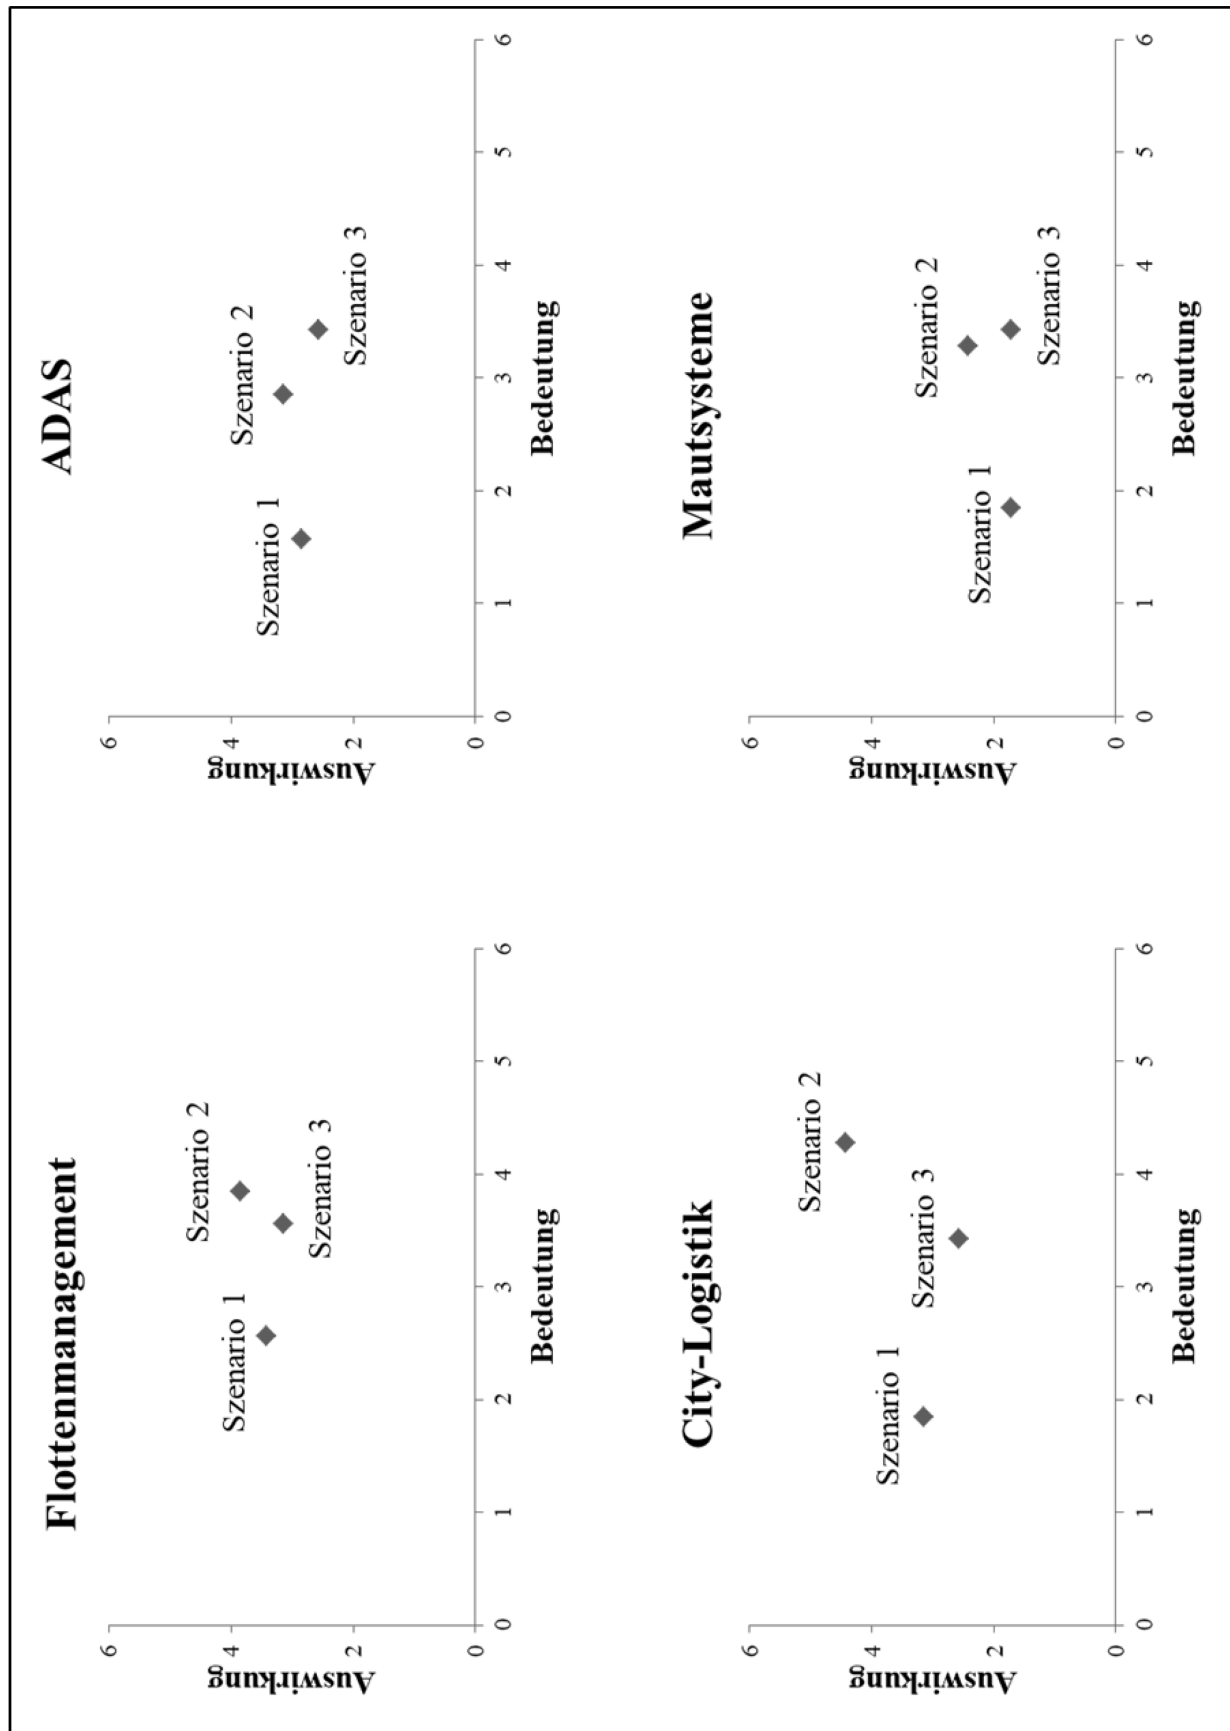 Flottenmanagement
6
4
2
0
Auswirkung
Szenario 1
Szenario 2
Szenario 3
0 1 2 3 4 5 6
Bedeutung
ADAS
6
4
2
0
Auswirkung
Szenario 1
Szenario 2
Szenario 3
0 1 2 3 4 5 6
Bedeutung
City-Logistik
6
4
2
0
Auswirkung
Szenario 1
Szenario 2
Szenario 3
0 1 2 3 4 5 6
Bedeutung
Mautsysteme
6
4
2
0
Auswirkung
Szenario 1
Szenario 2
Szenario 3
0 1 2 3 4 5 6
Bedeutung